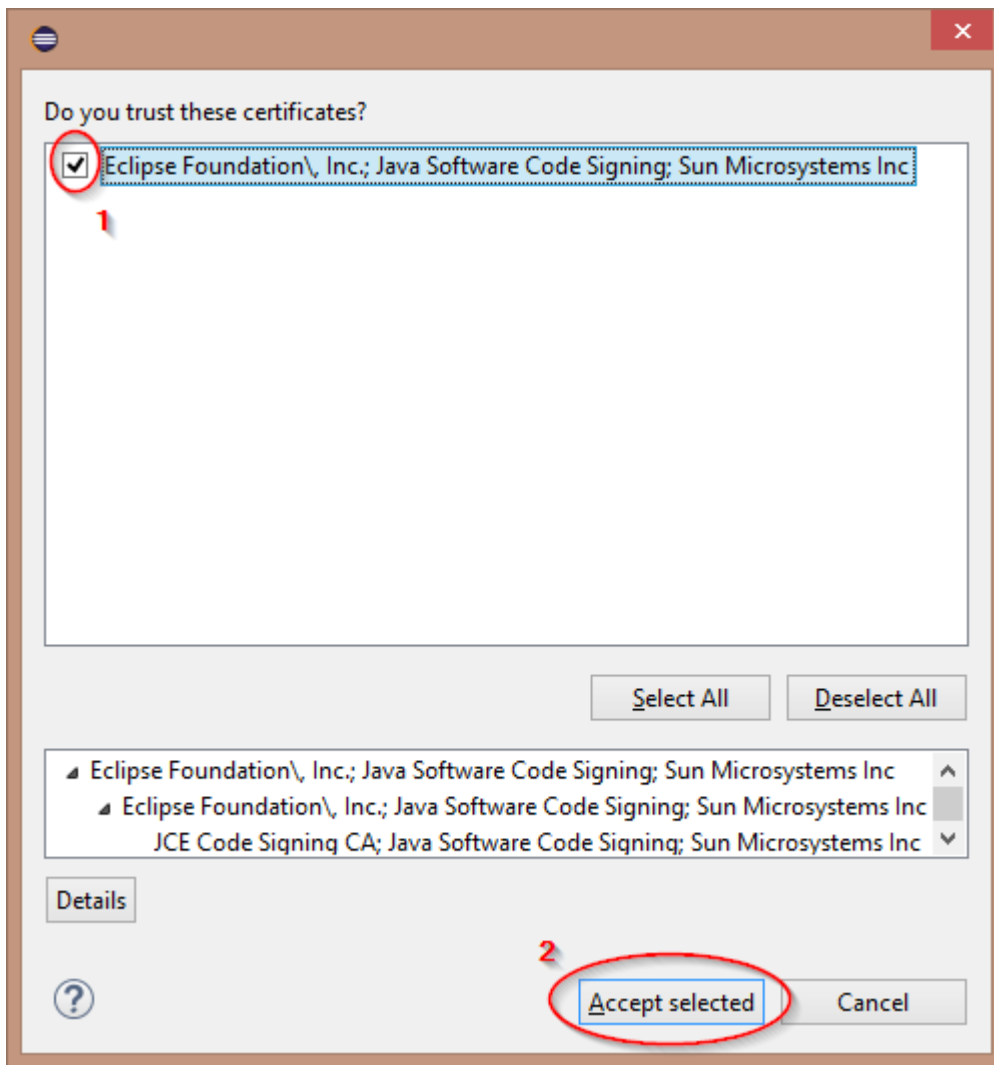 Do you trust these certificates?
Eclipse Foundation\, Inc.; Java Software Code Signing; Sun Microsystems Inc
1
Select All
Deselect All
Eclipse Foundation\, Inc.; Java Software Code Signing; Sun Microsystems Inc
Eclipse Foundation\, Inc.; Java Software Code Signing; Sun Microsystems Inc
JCE Code Signing CA; Java Software Code Signing; Sun Microsystems Inc
Details
2
?
Accept selected
Cancel